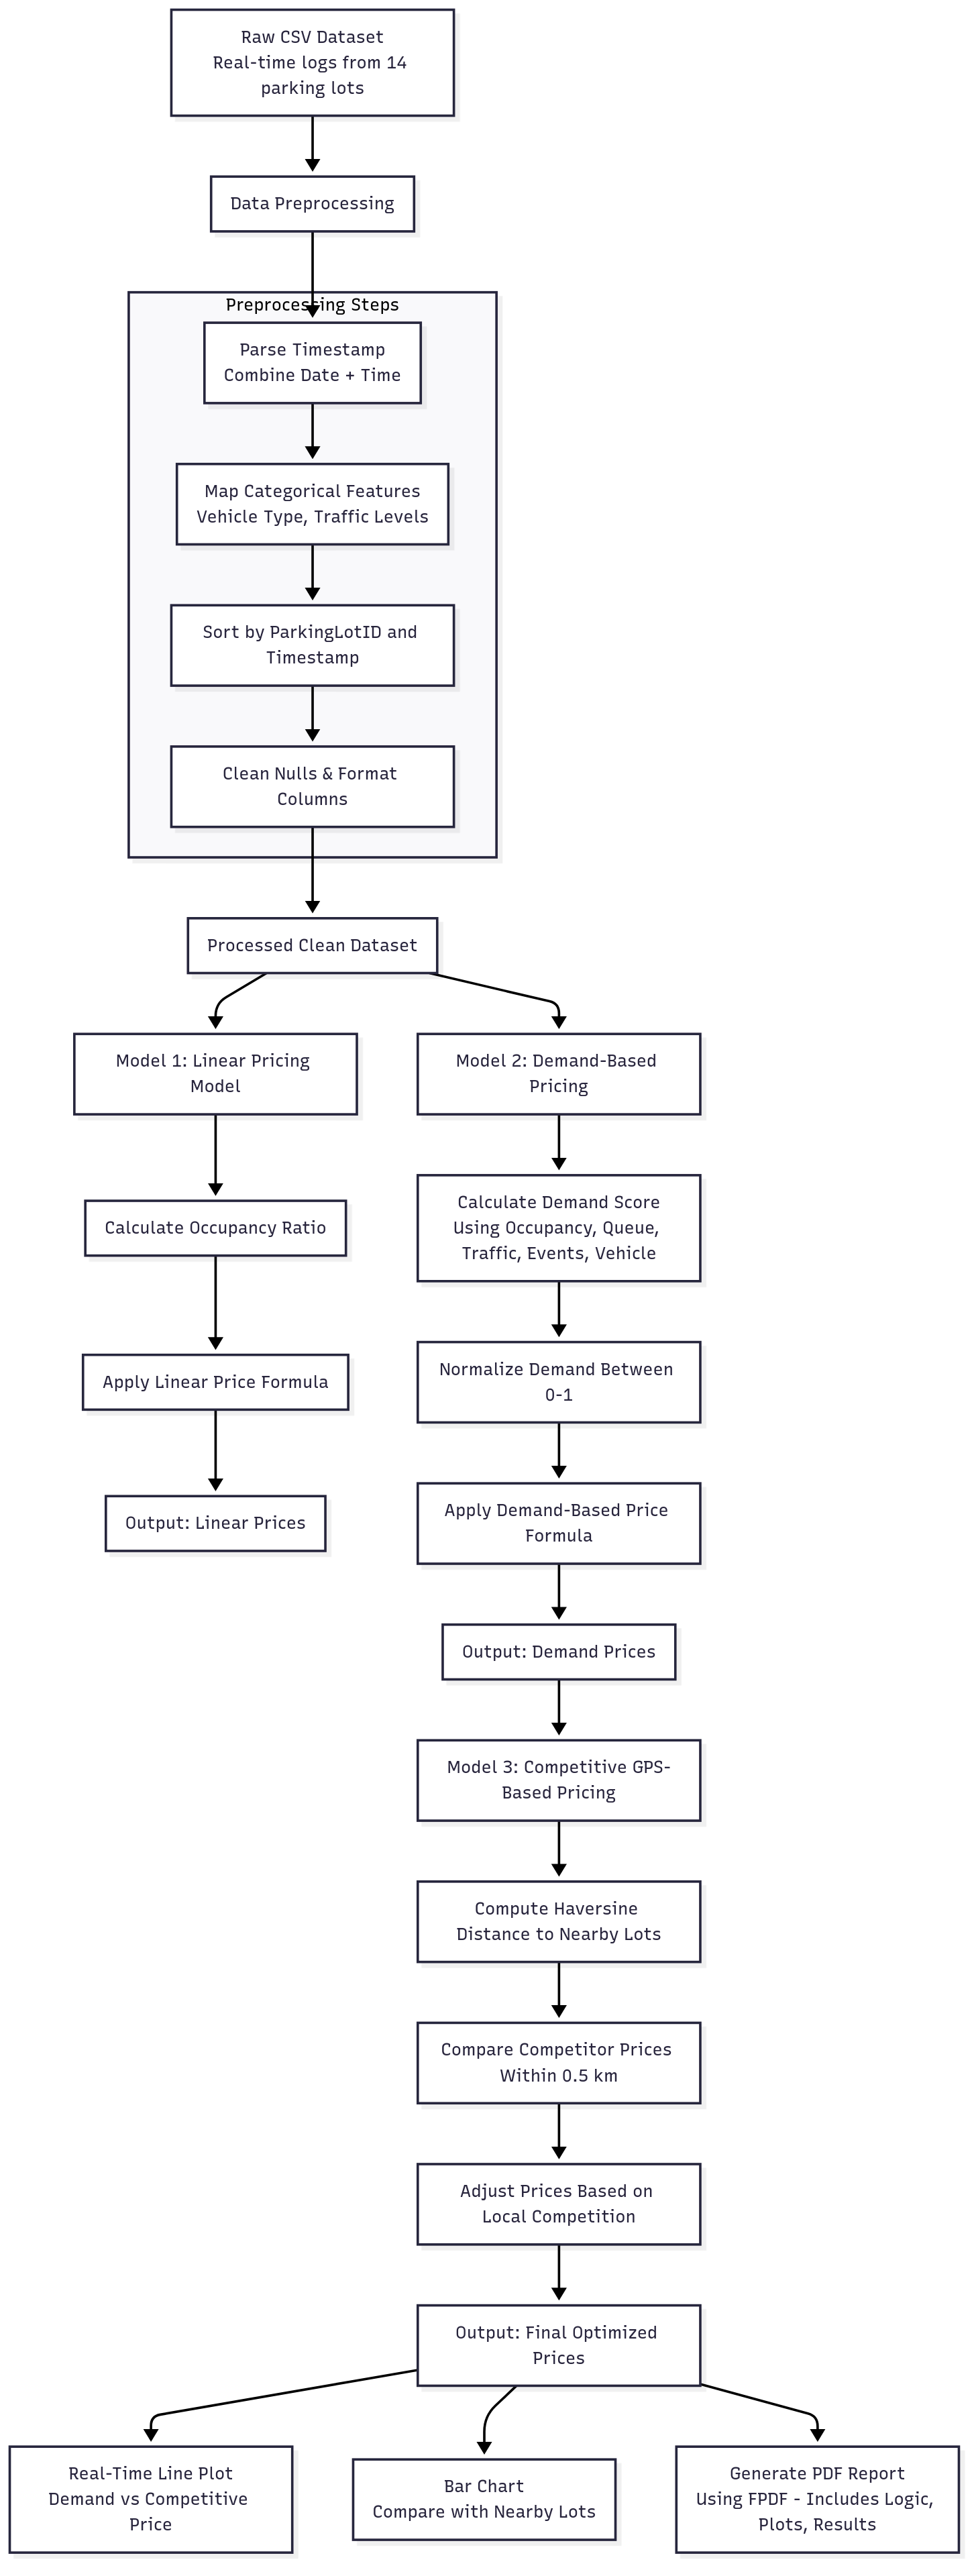 Raw CSV Dataset
Real-time logs from 14
parking lots
Data Preprocessing
Preprocessing Steps
Parse Timestamp
Combine Date + Time
Map Categorical Features
Vehicle Type, Traffic Levels
Sort by ParkingLotID and
Timestamp
Clean Nulls & Format
Columns
Processed Clean Dataset
Model 1: Linear Pricing
Model
Calculate Occupancy Ratio
Apply Linear Price Formula
Output: Linear Prices
Model 2: Demand-Based
Pricing
Calculate Demand Score
Using Occupancy, Queue,
Traffic, Events, Vehicle
Normalize Demand Between
0-1
Apply Demand-Based Price
Formula
Output: Demand Prices
Model 3: Competitive GPS-
Based Pricing
Compute Haversine
Distance to Nearby Lots
Compare Competitor Prices
Within 0.5 km
Adjust Prices Based on
Local Competition
Output: Final Optimized
Prices
Real-Time Line Plot
Demand vs Competitive
Price
Bar Chart
Compare with Nearby Lots
Generate PDF Report
Using FPDF - Includes Logic,
Plots, Results